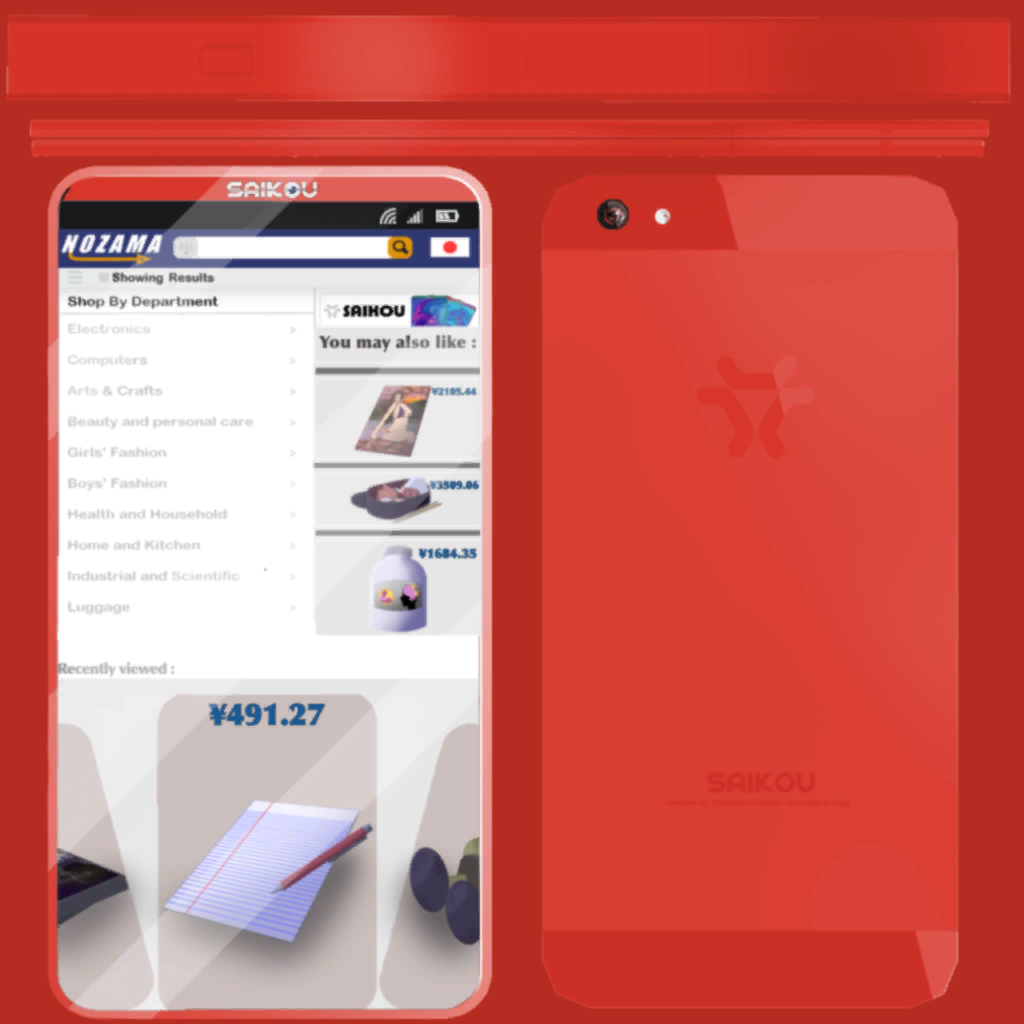 SAIKOU
NOZAMA
All
Showing Results
Shop By Department
Electronics >
Computers >
Arts & Crafts >
Beauty and personal care >
Girls' Fashion >
Boys' Fashion >
Health and Household >
Home and Kitchen >
Industrial and Scientific >
Luggage >
SAIKOU
You may also like :
¥2185.44
¥3589.06
¥1684.35
Recently viewed :
¥491.27
SAIKOU